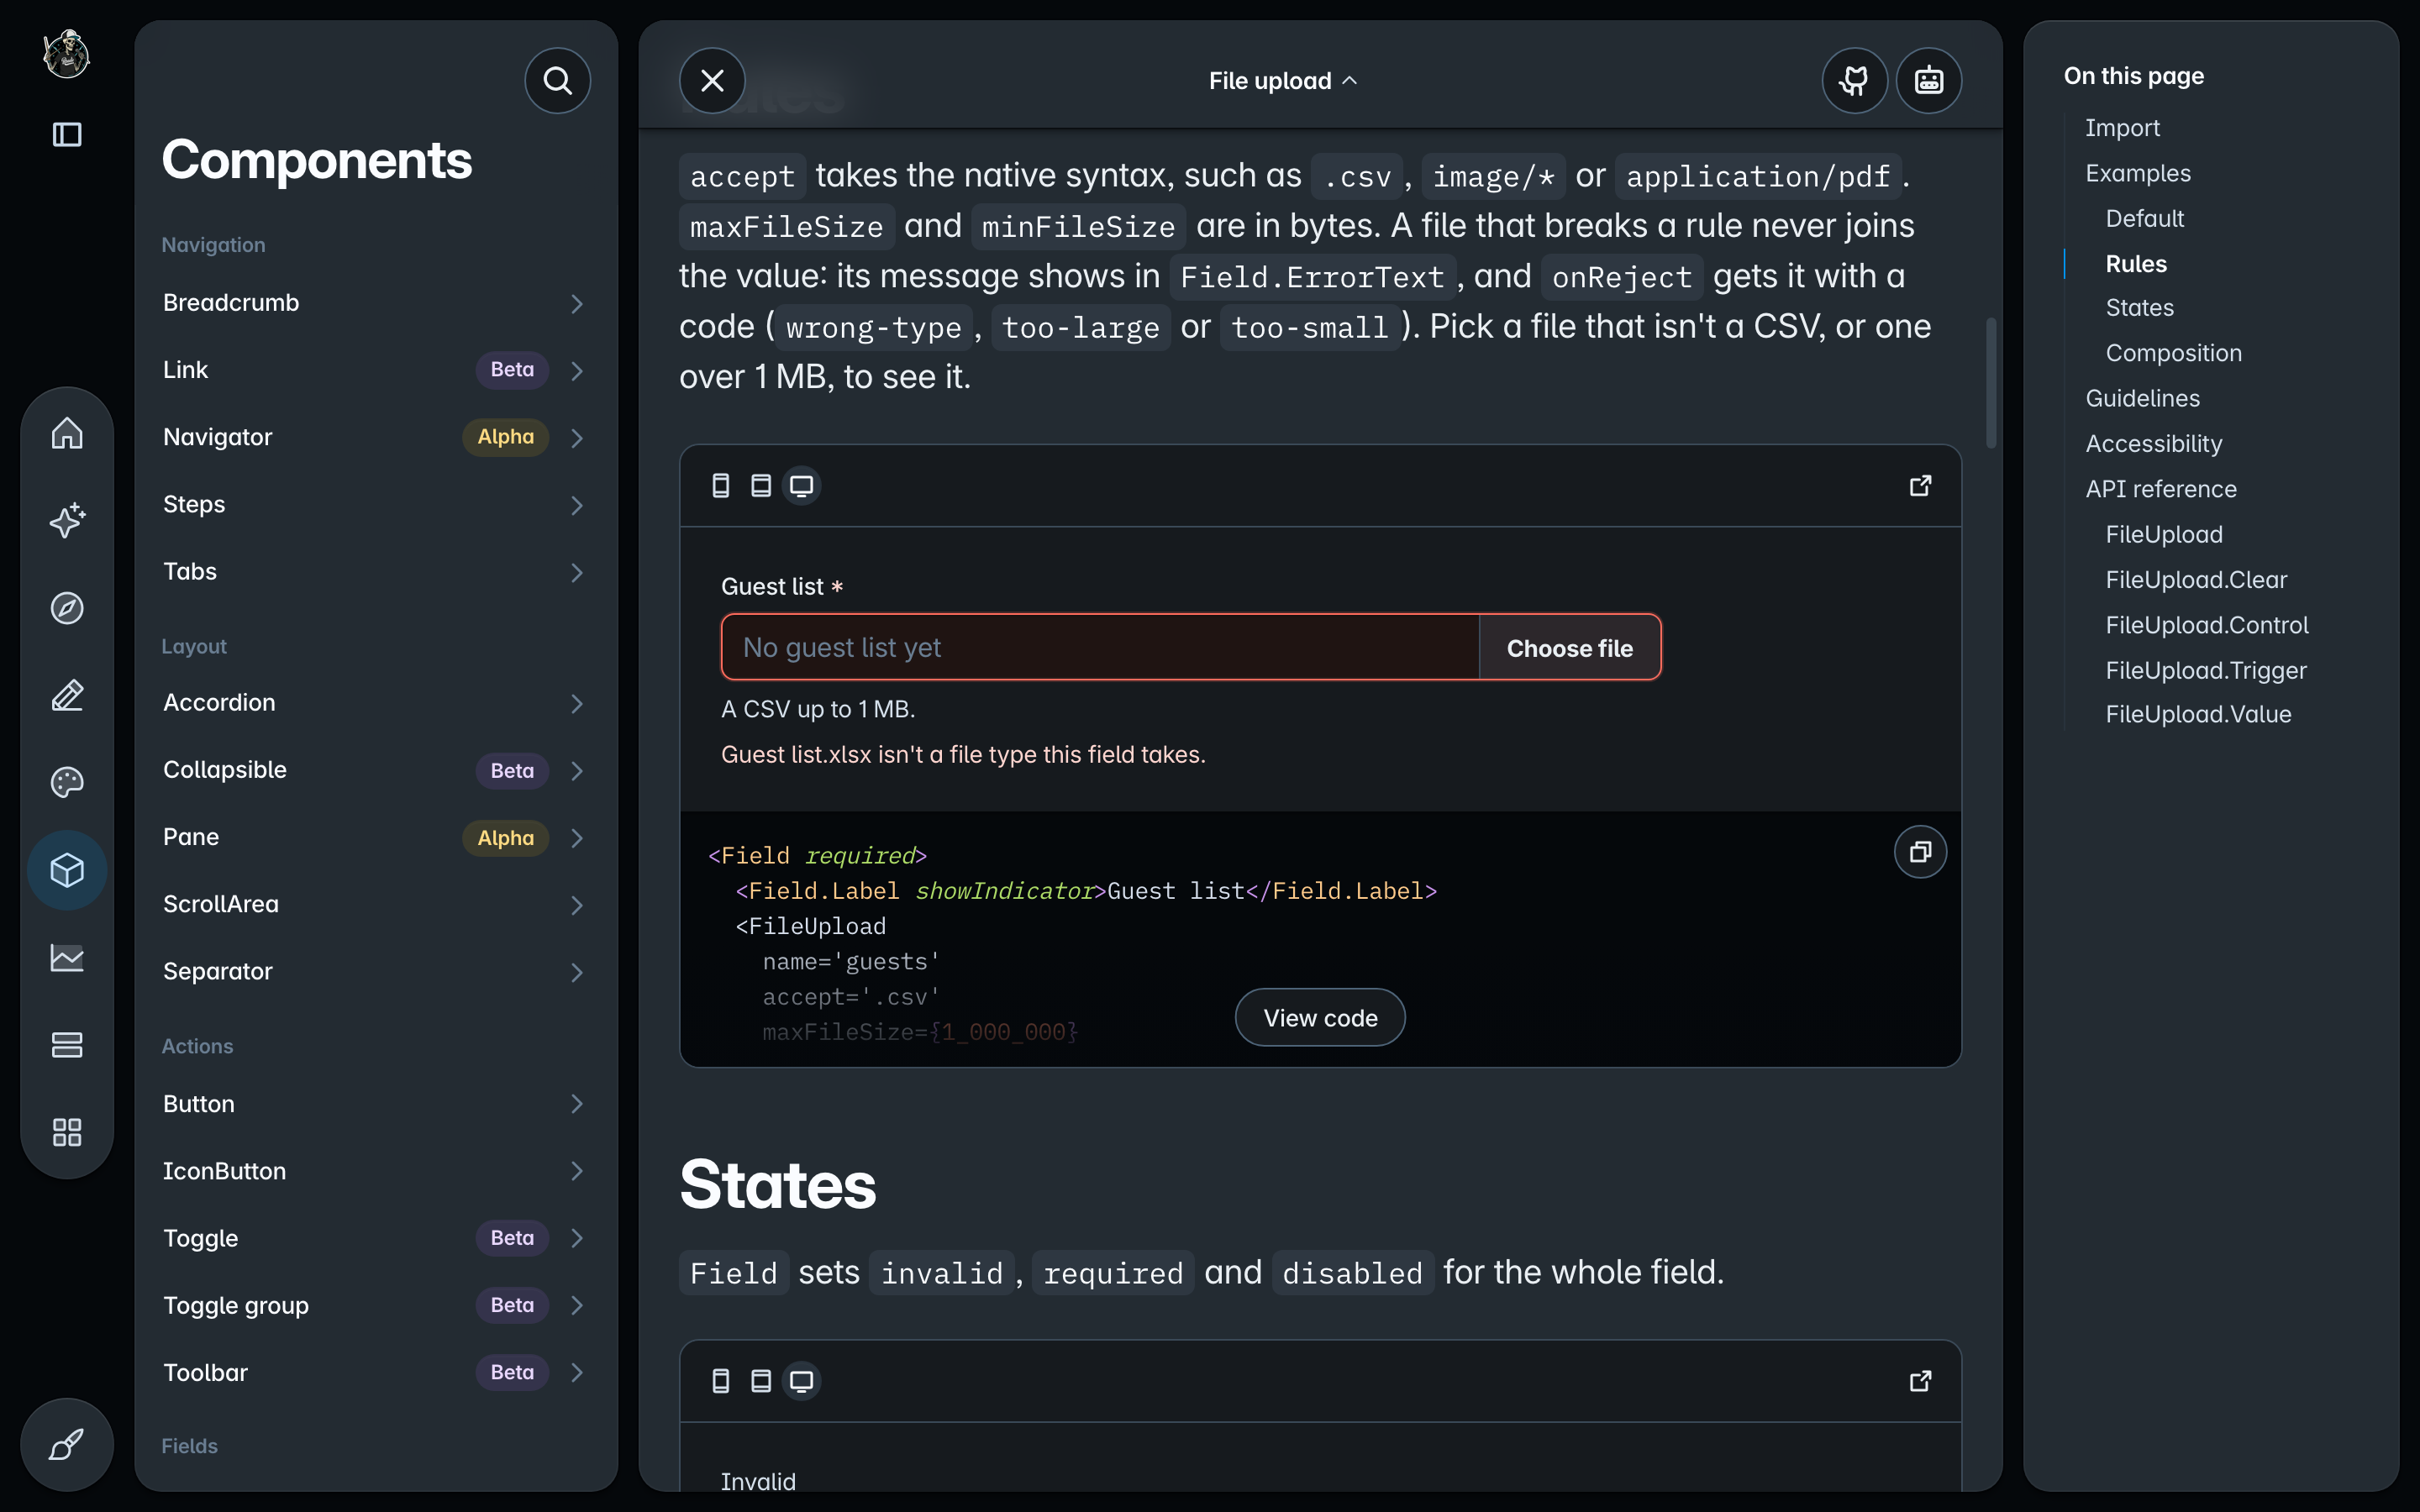 Components
Navigation
Breadcrumb
Link Beta
Navigator Alpha
Steps
Tabs
Layout
Accordion
Collapsible Beta
Pane Alpha
ScrollArea
Separator
Actions
Button
IconButton
Toggle Beta
Toggle group Beta
Toolbar Beta
Fields
File upload
accept takes the native syntax, such as .csv, image/* or application/pdf.
maxFileSize and minFileSize are in bytes. A file that breaks a rule never joins
the value: its message shows in Field.ErrorText, and onReject gets it with a
code (wrong-type, too-large or too-small). Pick a file that isn't a CSV, or one
over 1 MB, to see it.
Guest list *
No guest list yet
Choose file
A CSV up to 1 MB.
Guest list.xlsx isn't a file type this field takes.
<Field required>
<Field.Label showIndicator>Guest list</Field.Label>
<FileUpload
name='guests'
accept='.csv'
maxFileSize={1_000_000}
View code
States
Field sets invalid, required and disabled for the whole field.
Invalid
On this page
Import
Examples
Default
Rules
States
Composition
Guidelines
Accessibility
API reference
FileUpload
FileUpload.Clear
FileUpload.Control
FileUpload.Trigger
FileUpload.Value